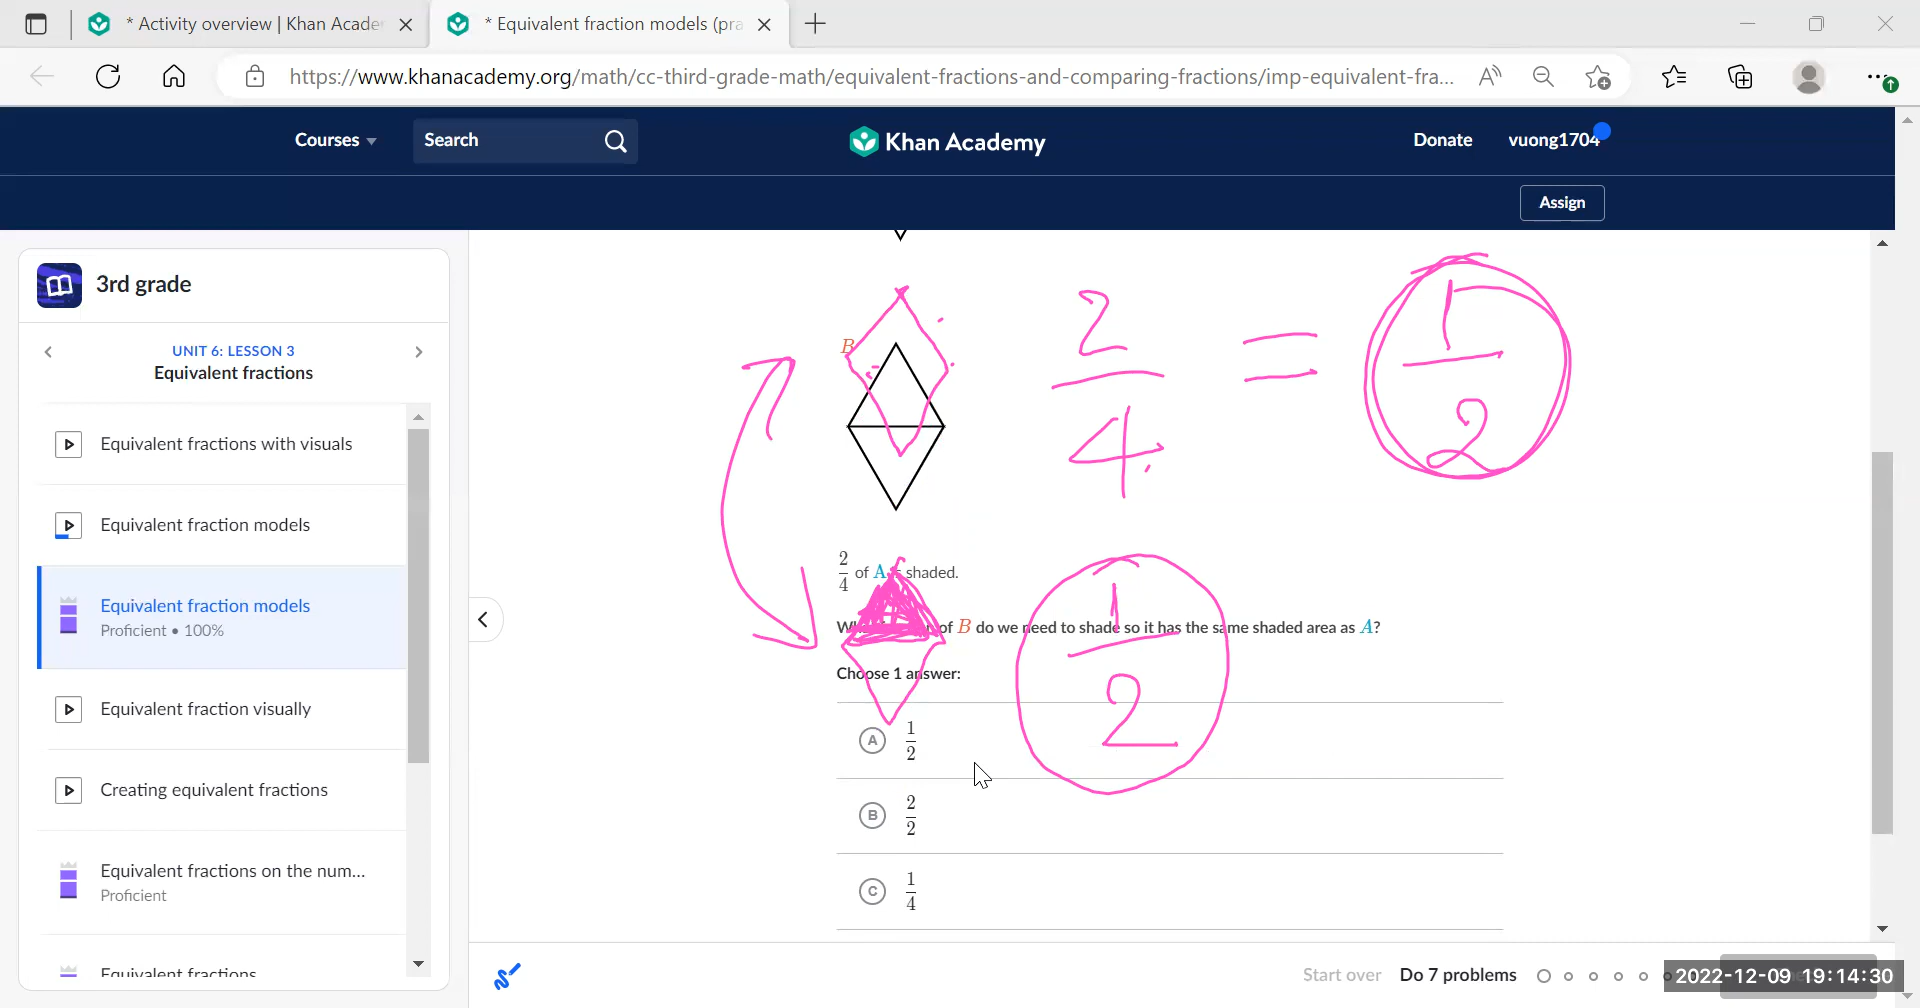 * Activity overview | Khan Acade
* Equivalent fraction models (pra
https://www.khanacademy.org/math/cc-third-grade-math/equivalent-fractions-and-comparing-fractions/imp-equivalent-fra...
Courses
Search
Khan Academy
Donate
vuong1704
Assign
3rd grade
UNIT 6: LESSON 3
Equivalent fractions
Equivalent fractions with visuals
Equivalent fraction models
Equivalent fraction models
Proficient • 100%
Equivalent fraction visually
Creating equivalent fractions
Equivalent fractions on the num...
Proficient
Equivalent fractions
B
2/4 = 1/2
2/4 of A is shaded.
of B do we need to shade so it has the same shaded area as A?
1/2
Choose 1 answer:
A 1/2
B 2/2
C 1/4
Start over
Do 7 problems
2022-12-09 19:14:30